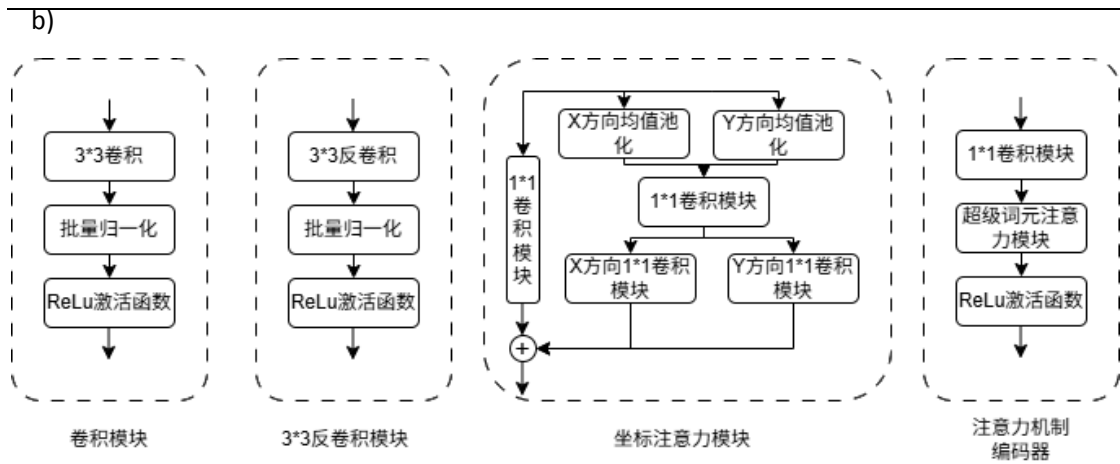 b)
3*3卷积
批量归一化
ReLu激活函数
卷积模块
3*3反卷积
批量归一化
ReLu激活函数
3*3反卷积模块
X方向均值池
化
Y方向均值池
化
1*1
卷
积
模
块
1*1卷积模块
X方向1*1卷积
模块
Y方向1*1卷积
模块
+
坐标注意力模块
1*1卷积模块
超级词元注意
力模块
ReLu激活函数
注意力机制
编码器